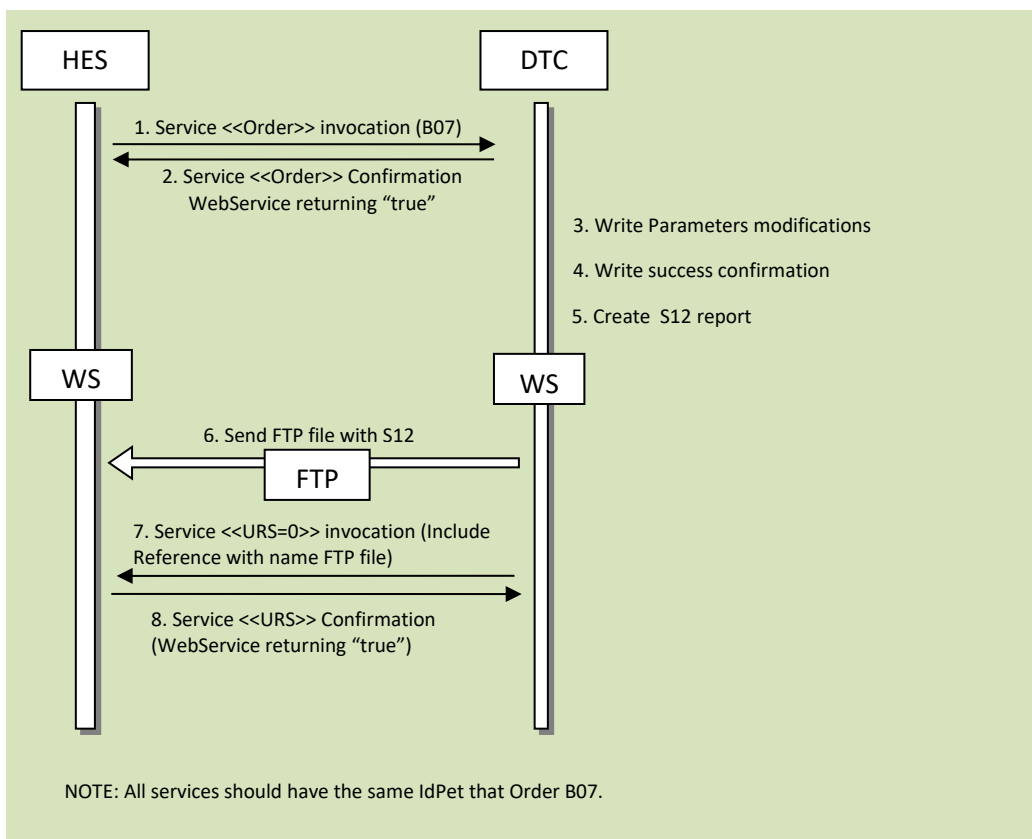 HES
DTC
1. Service <<Order>> invocation (B07)
2. Service <<Order>> Confirmation
WebService returning “true”
3. Write Parameters modifications
4. Write success confirmation
5. Create S12 report
WS
WS
6. Send FTP file with S12
FTP
7. Service <<URS=0>> invocation (Include
Reference with name FTP file)
8. Service <<URS>> Confirmation
(WebService returning “true”)
NOTE: All services should have the same IdPet that Order B07.